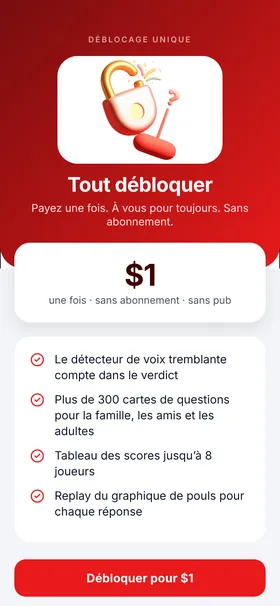 DÉBLOCAGE UNIQUE
Tout débloquer
Payez une fois. À vous pour toujours. Sans
abonnement.
$1
une fois · sans abonnement · sans pub
Le détecteur de voix tremblante
compte dans le verdict
Plus de 300 cartes de questions
pour la famille, les amis et les
adultes
Tableau des scores jusqu'à 8
joueurs
Replay du graphique de pouls pour
chaque réponse
Débloquer pour $1